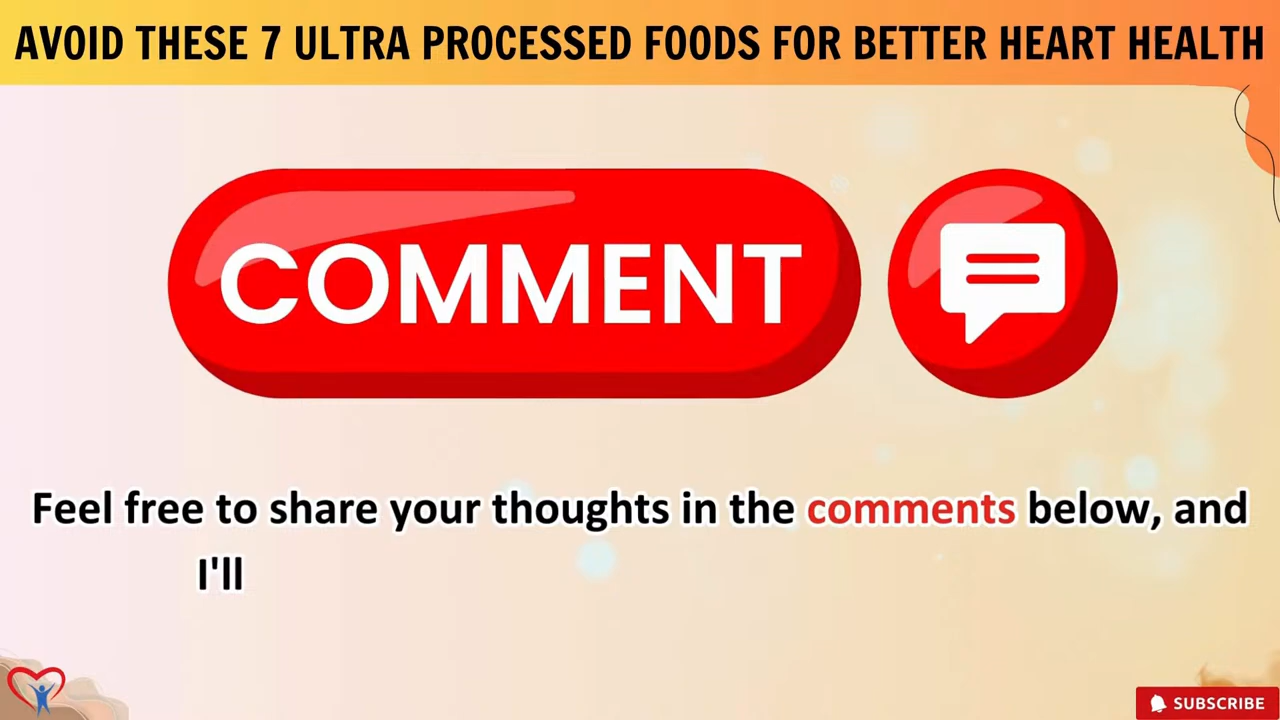 AVOID THESE 7 ULTRA PROCESSED FOODS FOR BETTER HEART HEALTH
COMMENT
Feel free to share your thoughts in the comments below, and
I'll
SUBSCRIBE